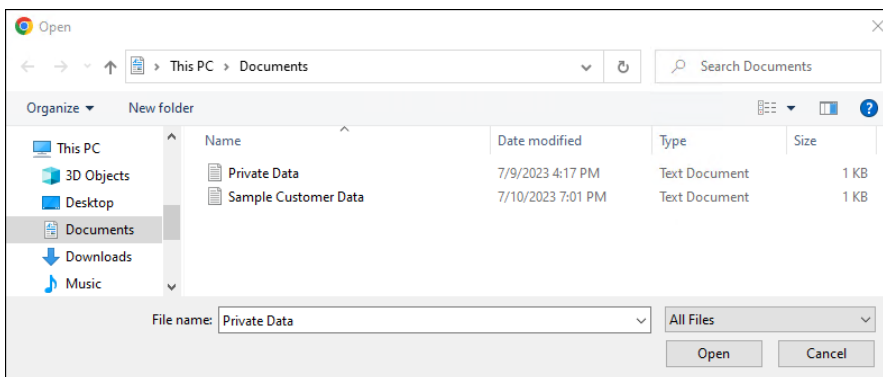 Open
This PC > Documents
Search Documents
Organize
New folder
Name
Date modified
Type
Size
This PC
3D Objects
Desktop
Documents
Downloads
Music
Private Data
7/9/2023 4:17 PM
Text Document
1 KB
Sample Customer Data
7/10/2023 7:01 PM
Text Document
1 KB
File name:
Private Data
All Files
Open
Cancel